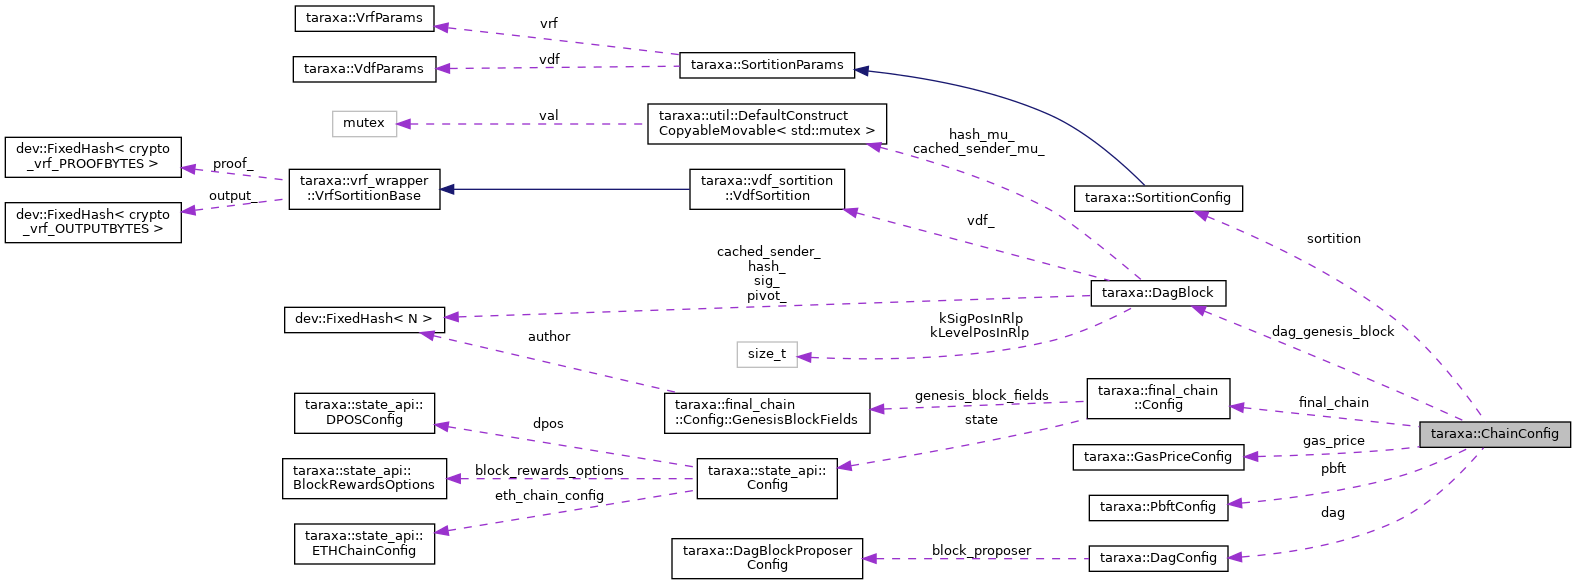 taraxa::VrfParams
vrf
taraxa::VdfParams
vdf
taraxa::SortitionParams
mutex
val
taraxa::util::DefaultConstruct
CopyableMovable< std::mutex >
hash_mu_
cached_sender_mu_
dev::FixedHash< crypto
_vrf_PROOFBYTES >
proof_
dev::FixedHash< crypto
_vrf_OUTPUTBYTES >
output_
taraxa::vrf_wrapper
::VrfSortitionBase
taraxa::vdf_sortition
::VdfSortition
vdf_
taraxa::SortitionConfig
sortition
cached_sender_
hash_
sig_
pivot_
taraxa::DagBlock
dev::FixedHash< N >
author
kSigPosInRlp
kLevelPosInRlp
size_t
dag_genesis_block
taraxa::final_chain
::Config::GenesisBlockFields
genesis_block_fields
taraxa::final_chain
::Config
final_chain
taraxa::ChainConfig
taraxa::state_api::
DPOSConfig
dpos
state
taraxa::GasPriceConfig
gas_price
taraxa::state_api::
BlockRewardsOptions
block_rewards_options
taraxa::state_api::
Config
pbft
taraxa::PbftConfig
eth_chain_config
taraxa::state_api::
ETHChainConfig
dag
taraxa::DagBlockProposer
Config
block_proposer
taraxa::DagConfig